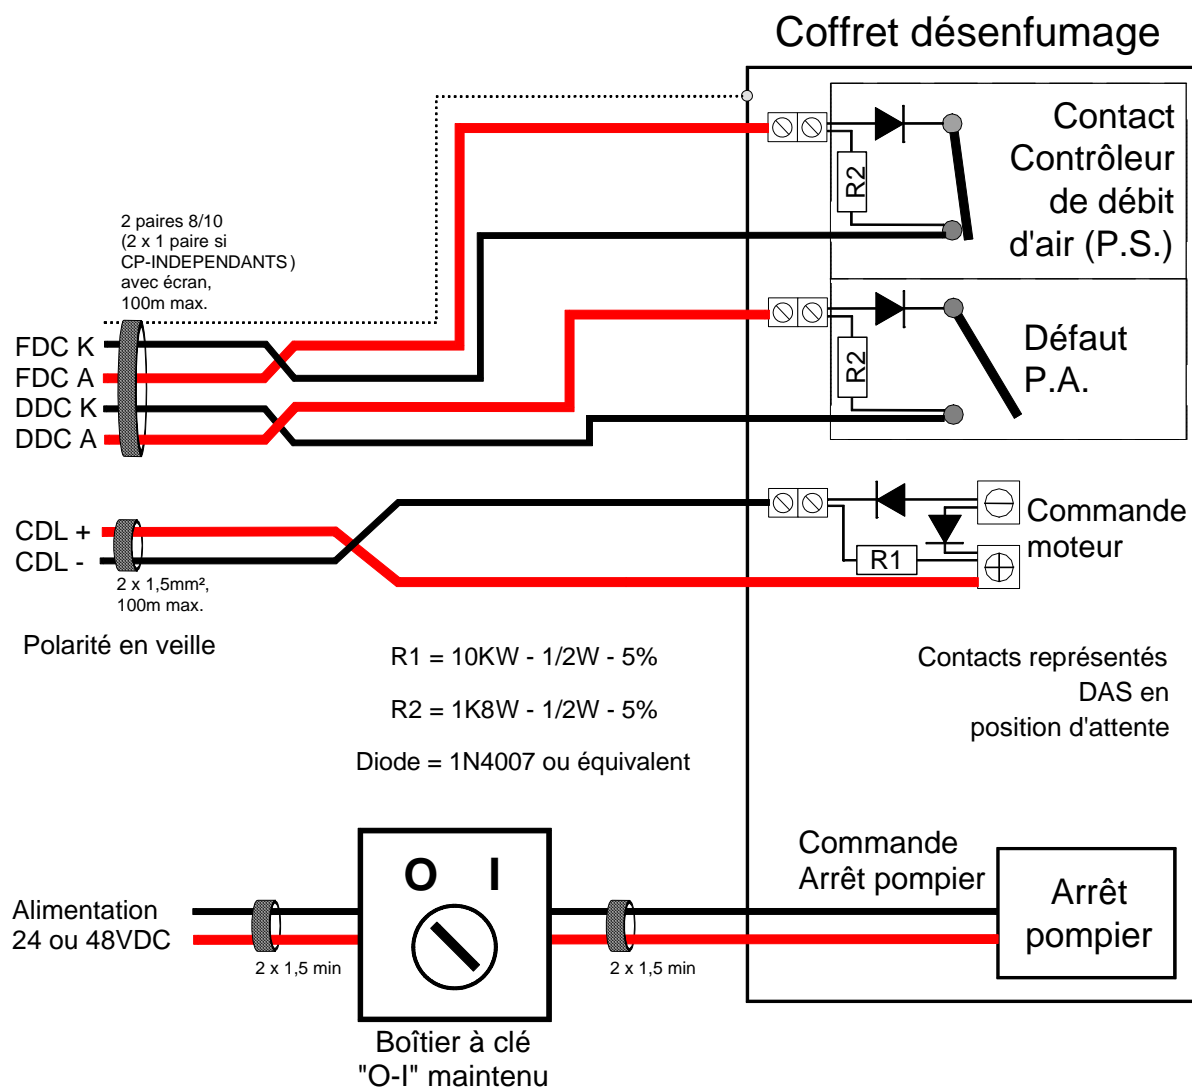 Coffret désenfumage
Contact
Contrôleur
de débit
d'air (P.S.)
R2
2 paires 8/10
(2 x 1 paire si
CP-INDEPENDANTS)
avec écran,
100m max.
FDC K
FDC A
DDC K
DDC A
Défaut
P.A.
R2
CDL +
CDL -
2 x 1,5mm²,
100m max.
Commande
moteur
R1
Polarité en veille
R1 = 10KW - 1/2W - 5%
R2 = 1K8W - 1/2W - 5%
Diode = 1N4007 ou équivalent
Contacts représentés
DAS en
position d'attente
O I
Alimentation
24 ou 48VDC
2 x 1,5 min
2 x 1,5 min
Commande
Arrêt pompier
Arrêt
pompier
Boîtier à clé
"O-I" maintenu